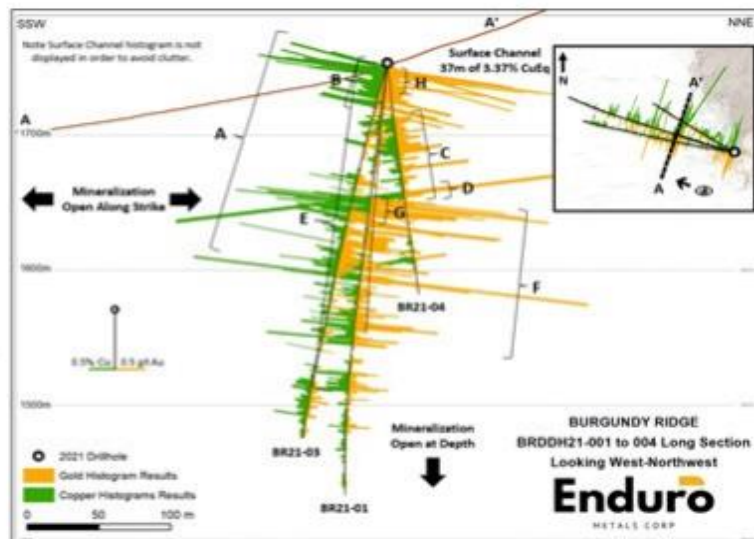 SSW
NNE
Note Surface Channel histogram is not
displayed in order to avoid clutter.
A'
Surface Channel
37m of 3.37% CuEq
B
H
A
A
1700m
C
N
A'
A
Mineralization
Open Along Strike
D
E
G
F
1600m
BR21-04
0.5% Cu 0.5 g/t Au
1500m
Mineralization
Open at Depth
BR21-03
BR21-01
2021 Drillhole
Gold Histogram Results
Copper Histograms Results
0 50 100 m
BURGUNDY RIDGE
BRDDH21-001 to 004 Long Section
Looking West-Northwest
Enduro
METALS CORP